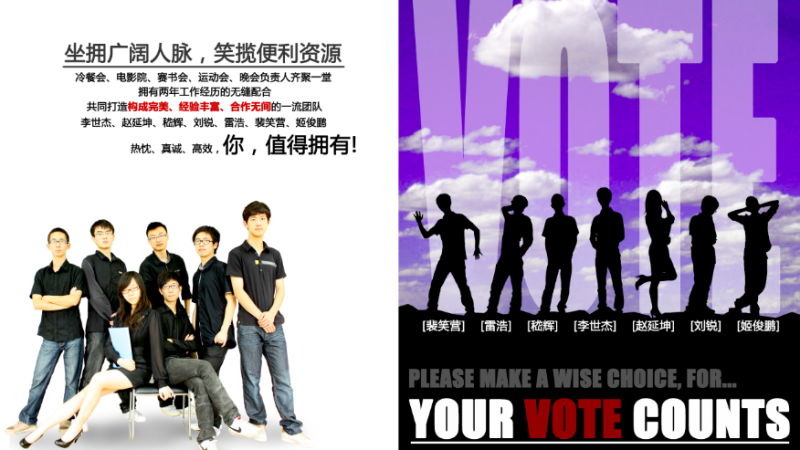 坐拥广阔人脉，笑揽便利资源
冷餐会、电影院、赛书会、运动会、晚会负责人齐聚一堂
拥有两年工作经历的无缝配合
共同打造构成完美、经验丰富、合作无间的一流团队
李世杰、赵延坤、嵇辉、刘锐、雷浩、裴笑营、姬俊鹏
热忱、真诚、高效，你，值得拥有!
VOTE
[裴笑营] [雷浩] [嵇辉] [李世杰] [赵延坤] [刘锐] [姬俊鹏]
PLEASE MAKE A WISE CHOICE, FOR...
YOUR VOTE COUNTS